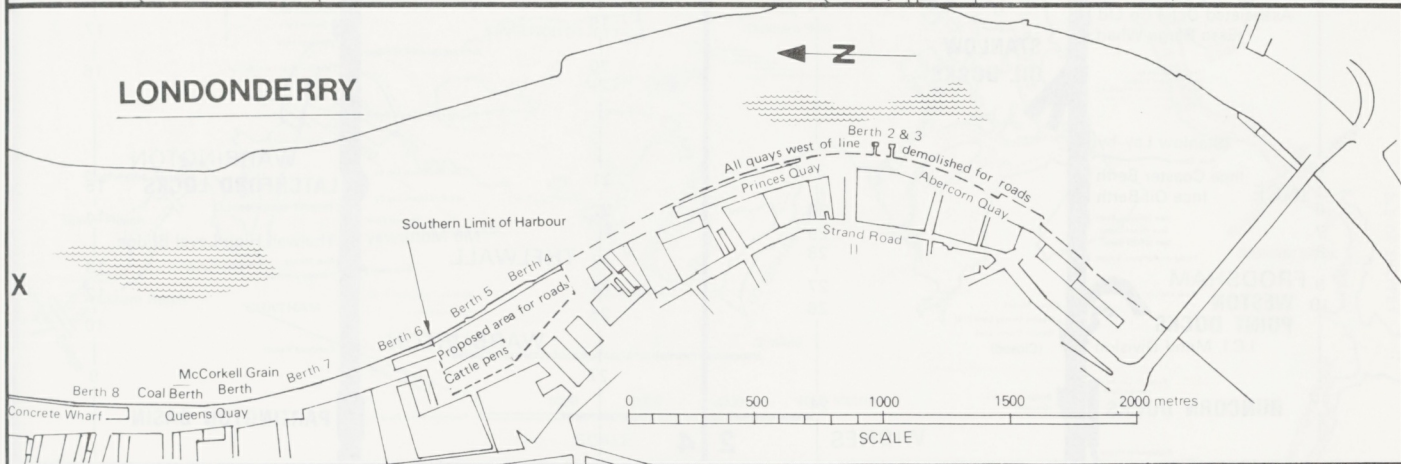 LONDONDERRY
N
Berth 2 & 3
All quays west of line
demolished for roads
Princes Quay
Abercorn Quay
Strand Road
Southern Limit of Harbour
X
Berth 4
Berth 5
Berth 6
Proposed area for roads
Cattle pens
Berth 7
McCorkell Grain
Berth
Berth 8
Coal Berth
Concrete Wharf
Queens Quay
0 500 1000 1500 2000 metres
SCALE